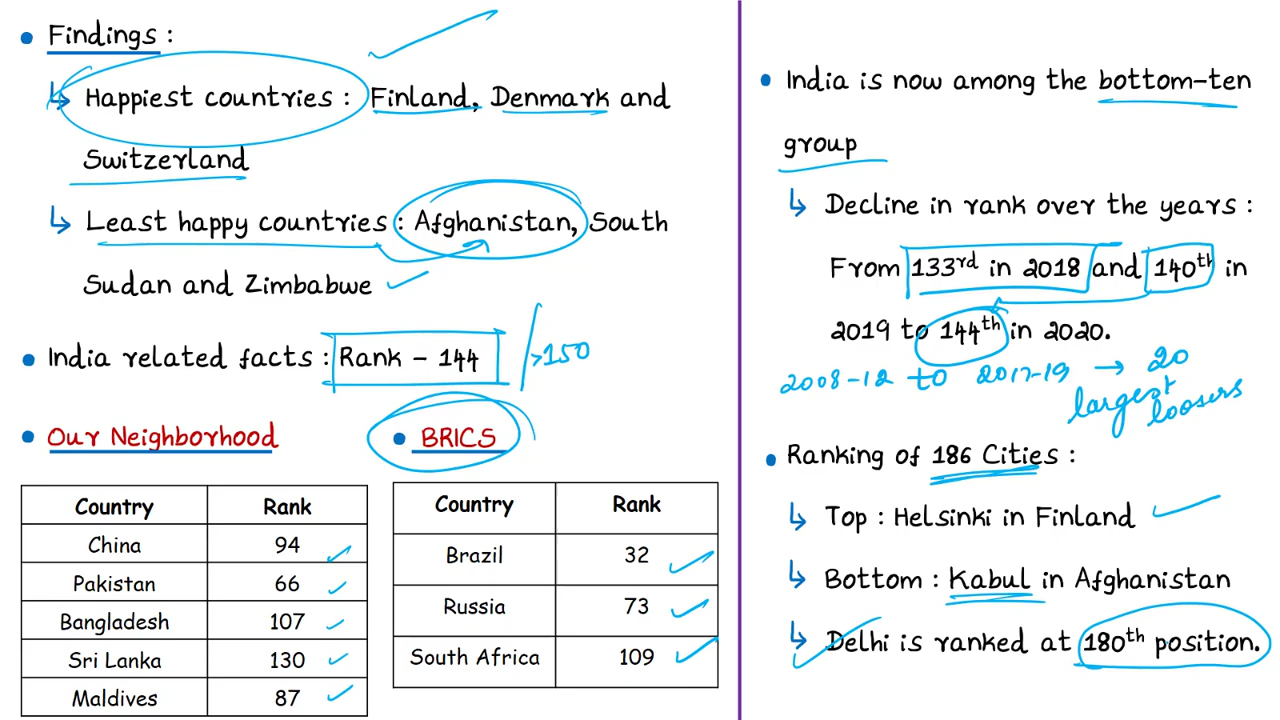 Findings :
Happiest countries : Finland, Denmark and
Switzerland
Least happy countries : Afghanistan, South
Sudan and Zimbabwe
India related facts : Rank - 144
>150
Our Neighborhood
Country Rank
China 94
Pakistan 66
Bangladesh 107
Sri Lanka 130
Maldives 87
BRICS
Country Rank
Brazil 32
Russia 73
South Africa 109
India is now among the bottom-ten
group
Decline in rank over the years :
From 133rd in 2018 and 140th in
2019 to 144th in 2020.
2008-12 to 2017-19 → 20
largest
loosers
Ranking of 186 Cities :
Top : Helsinki in Finland
Bottom : Kabul in Afghanistan
Delhi is ranked at 180th position.